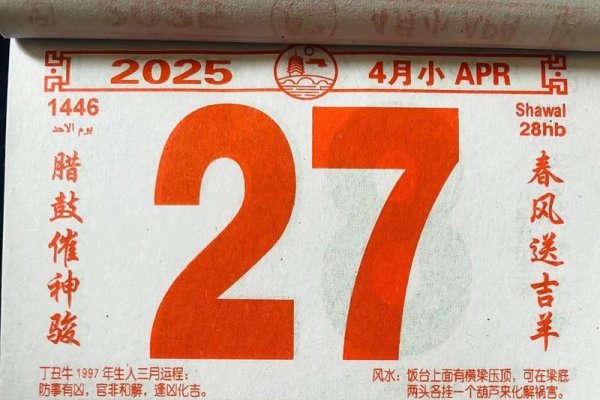 2025 4月小 APR
1446
يوم الاحد
Shawal
28hb
腊鼓催神骏
27
春风送吉羊
丁丑牛 1997 年生人三月运程:
防事有凶，官非和解，逢凶化吉。
风水: 饭台上面有横梁压顶，可在梁底
两头各挂一个葫芦来化解祸害。